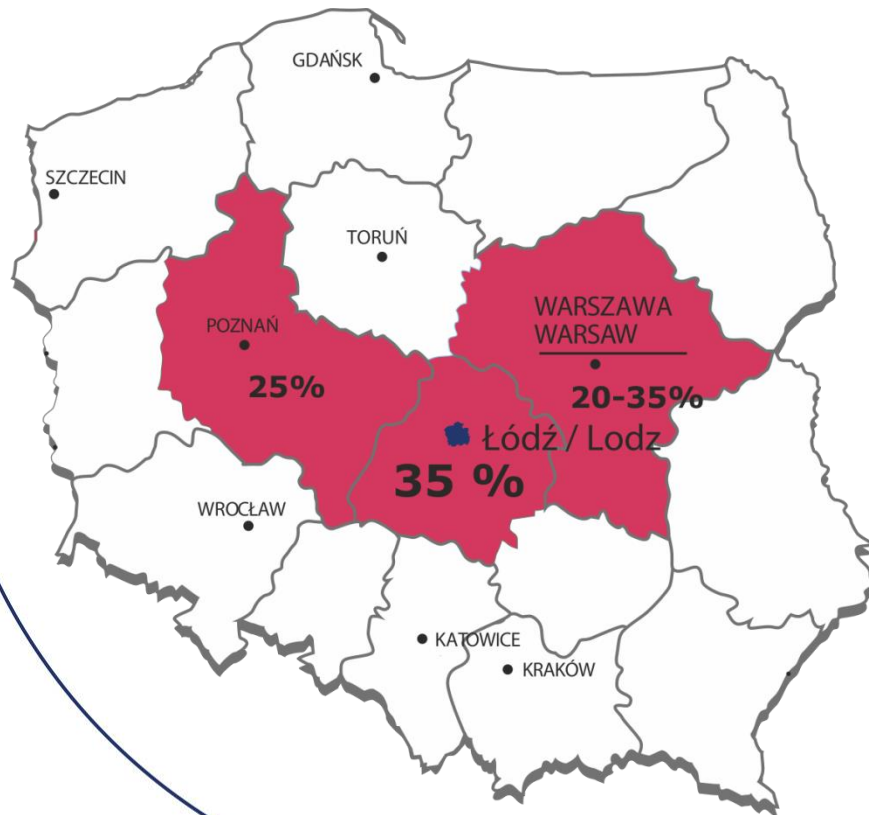 GDAŃSK
SZCZECIN
TORUŃ
WARSZAWA
WARSAW
POZNAŃ
25%
20-35%
Łódź / Lodz
35 %
WROCŁAW
KATOWICE
KRAKÓW